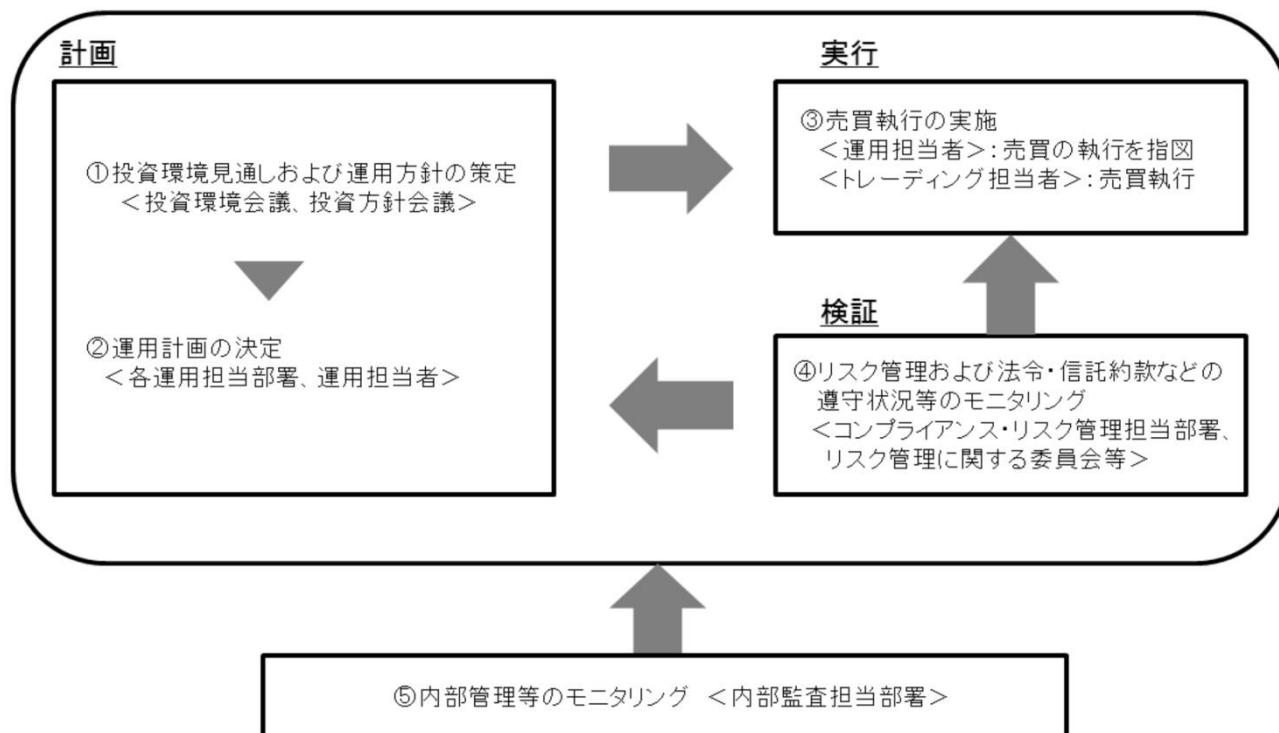 計画
①投資環境見通しおよび運用方針の策定
＜投資環境会議、投資方針会議＞
②運用計画の決定
＜各運用担当部署、運用担当者＞
実行
③売買執行の実施
＜運用担当者＞：売買の執行を指図
＜トレーディング担当者＞：売買執行
検証
④リスク管理および法令・信託約款などの
遵守状況等のモニタリング
＜コンプライアンス・リスク管理担当部署、
リスク管理に関する委員会等＞
⑤内部管理等のモニタリング ＜内部監査担当部署＞